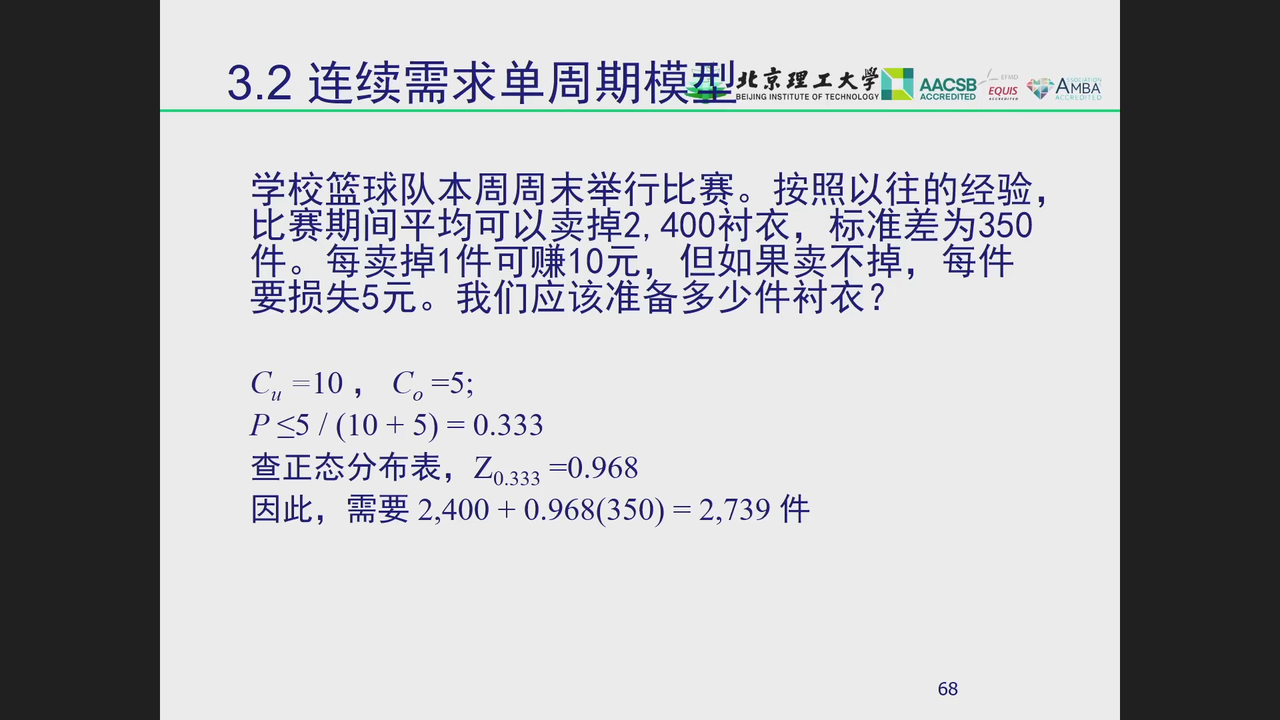 3.2 连续需求单周期模型
北京理工大学
BEIJING INSTITUTE OF TECHNOLOGY
AACSB
ACCREDITED
EFMD
EQUIS
ACCREDITED
ASSOCIATION
AMBA
ACCREDITED
学校篮球队本周周末举行比赛。按照以往的经验，
比赛期间平均可以卖掉2,400衬衣，标准差为350
件。每卖掉1件可赚10元，但如果卖不掉，每件
要损失5元。我们应该准备多少件衬衣？
Cu =10 ， Co =5;
P ≤5 / (10 + 5) = 0.333
查正态分布表，Z0.333 =0.968
因此，需要 2,400 + 0.968(350) = 2,739 件
68